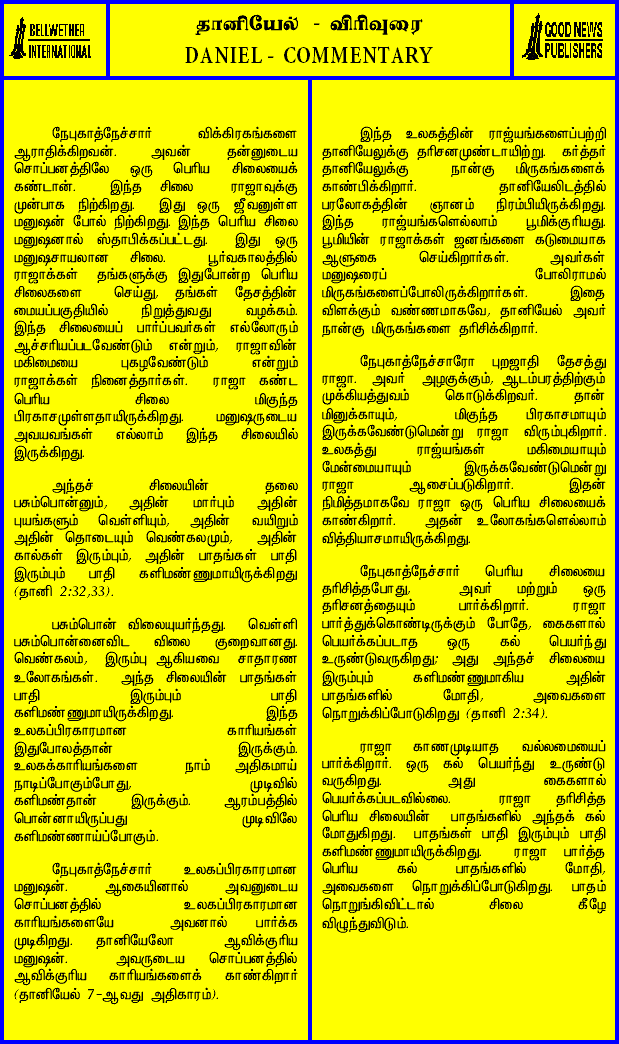 BELLWETHER
INTERNATIONAL
தானியேல் - விரிவுரை
DANIEL - COMMENTARY
GOOD NEWS
PUBLISHERS
நேபுகாத்நேச்சார் விக்கிரகங்களை
ஆராதிக்கிறவன். அவன் தன்னுடைய
சொப்பனத்திலே ஒரு பெரிய சிலையைக்
கண்டான். இந்த சிலை ராஜாவுக்கு
முன்பாக நிற்கிறது. இது ஒரு ஜீவனுள்ள
மனுஷன் போல் நிற்கிறது. இந்த பெரிய சிலை
மனுஷனால் ஸ்தாபிக்கப்பட்டது. இது ஒரு
மனுஷசாயலான சிலை. பூர்வகாலத்தில்
ராஜாக்கள் தங்களுக்கு இதுபோன்ற பெரிய
சிலைகளை செய்து, தங்கள் தேசத்தின்
மையப்பகுதியில் நிறுத்துவது வழக்கம்.
இந்த சிலையைப் பார்ப்பவர்கள் எல்லோரும்
ஆச்சரியப்படவேண்டும் என்றும், ராஜாவின்
மகிமையை புகழவேண்டும் என்றும்
ராஜாக்கள் நினைத்தார்கள். ராஜா கண்ட
பெரிய சிலை மிகுந்த
பிரகாசமுள்ளதாயிருக்கிறது. மனுஷருடைய
அவயவங்கள் எல்லாம் இந்த சிலையில்
இருக்கிறது.
அந்தச் சிலையின் தலை
பசும்பொன்னும், அதின் மார்பும் அதின்
புயங்களும் வெள்ளியும், அதின் வயிறும்
அதின் தொடையும் வெண்கலமும், அதின்
கால்கள் இரும்பும், அதின் பாதங்கள் பாதி
இரும்பும் பாதி களிமண்ணுமாயிருக்கிறது
(தானி 2:32,33).
பசும்பொன் விலையுயர்ந்தது. வெள்ளி
பசும்பொன்னைவிட விலை குறைவானது.
வெண்கலம், இரும்பு ஆகியவை சாதாரண
உலோகங்கள். அந்த சிலையின் பாதங்கள்
பாதி இரும்பும் பாதி
களிமண்ணுமாயிருக்கிறது. இந்த
உலகப்பிரகாரமான காரியங்கள்
இதுபோலத்தான் இருக்கும்.
உலகக்காரியங்களை நாம் அதிகமாய்
நாடிப்போகும்போது, முடிவில்
களிமண்தான் இருக்கும். ஆரம்பத்தில்
பொன்னாயிருப்பது முடிவிலே
களிமண்ணாய்ப்போகும்.
நேபுகாத்நேச்சார் உலகப்பிரகாரமான
மனுஷன். ஆகையினால் அவனுடைய
சொப்பனத்தில் உலகப்பிரகாரமான
காரியங்களையே அவனால் பார்க்க
முடிகிறது. தானியேலோ ஆவிக்குரிய
மனுஷன். அவருடைய சொப்பனத்தில்
ஆவிக்குரிய காரியங்களைக் காண்கிறார்
(தானியேல் 7-ஆவது அதிகாரம்).
இந்த உலகத்தின் ராஜ்யங்களைப்பற்றி
தானியேலுக்கு தரிசனமுண்டாயிற்று. கர்த்தர்
தானியேலுக்கு நான்கு மிருகங்களைக்
காண்பிக்கிறார். தானியேலிடத்தில்
பரலோகத்தின் ஞானம் நிரம்பியிருக்கிறது.
இந்த ராஜ்யங்களெல்லாம் பூமிக்குரியது.
பூமியின் ராஜாக்கள் ஜனங்களை கடுமையாக
ஆளுகை செய்கிறார்கள். அவர்கள்
மனுஷரைப் போலிராமல்
மிருகங்களைப்போலிருக்கிறார்கள். இதை
விளக்கும் வண்ணமாகவே, தானியேல் அவர்
நான்கு மிருகங்களை தரிசிக்கிறார்.
நேபுகாத்நேச்சாரோ புறஜாதி தேசத்து
ராஜா. அவர் அழகுக்கும், ஆடம்பரத்திற்கும்
முக்கியத்துவம் கொடுக்கிறவர். தான்
மினுக்காயும், மிகுந்த பிரகாசமாயும்
இருக்கவேண்டுமென்று ராஜா விரும்புகிறார்.
உலகத்து ராஜ்யங்கள் மகிமையாயும்
மேன்மையாயும் இருக்கவேண்டுமென்று
ராஜா ஆசைப்படுகிறார். இதன்
நிமித்தமாகவே ராஜா ஒரு பெரிய சிலையைக்
காண்கிறார். அதன் உலோகங்களெல்லாம்
வித்தியாசமாயிருக்கிறது.
நேபுகாத்நேச்சார் பெரிய சிலையை
தரிசித்தபோது, அவர் மற்றும் ஒரு
தரிசனத்தையும் பார்க்கிறார். ராஜா
பார்த்துக்கொண்டிருக்கும் போதே, கைகளால்
பெயர்க்கப்படாத ஒரு கல் பெயர்ந்து
உருண்டுவருகிறது; அது அந்தச் சிலையை
இரும்பும் களிமண்ணுமாகிய அதின்
பாதங்களில் மோதி, அவைகளை
நொறுக்கிப்போடுகிறது (தானி 2:34).
ராஜா காணமுடியாத வல்லமையைப்
பார்க்கிறார். ஒரு கல் பெயர்ந்து உருண்டு
வருகிறது. அது கைகளால்
பெயர்க்கப்படவில்லை. ராஜா தரிசித்த
பெரிய சிலையின் பாதங்களில் அந்தக் கல்
மோதுகிறது. பாதங்கள் பாதி இரும்பும் பாதி
களிமண்ணுமாயிருக்கிறது. ராஜா பார்த்த
பெரிய கல் பாதங்களில் மோதி,
அவைகளை நொறுக்கிப்போடுகிறது. பாதம்
நொறுங்கிவிட்டால் சிலை கீழே
விழுந்துவிடும்.